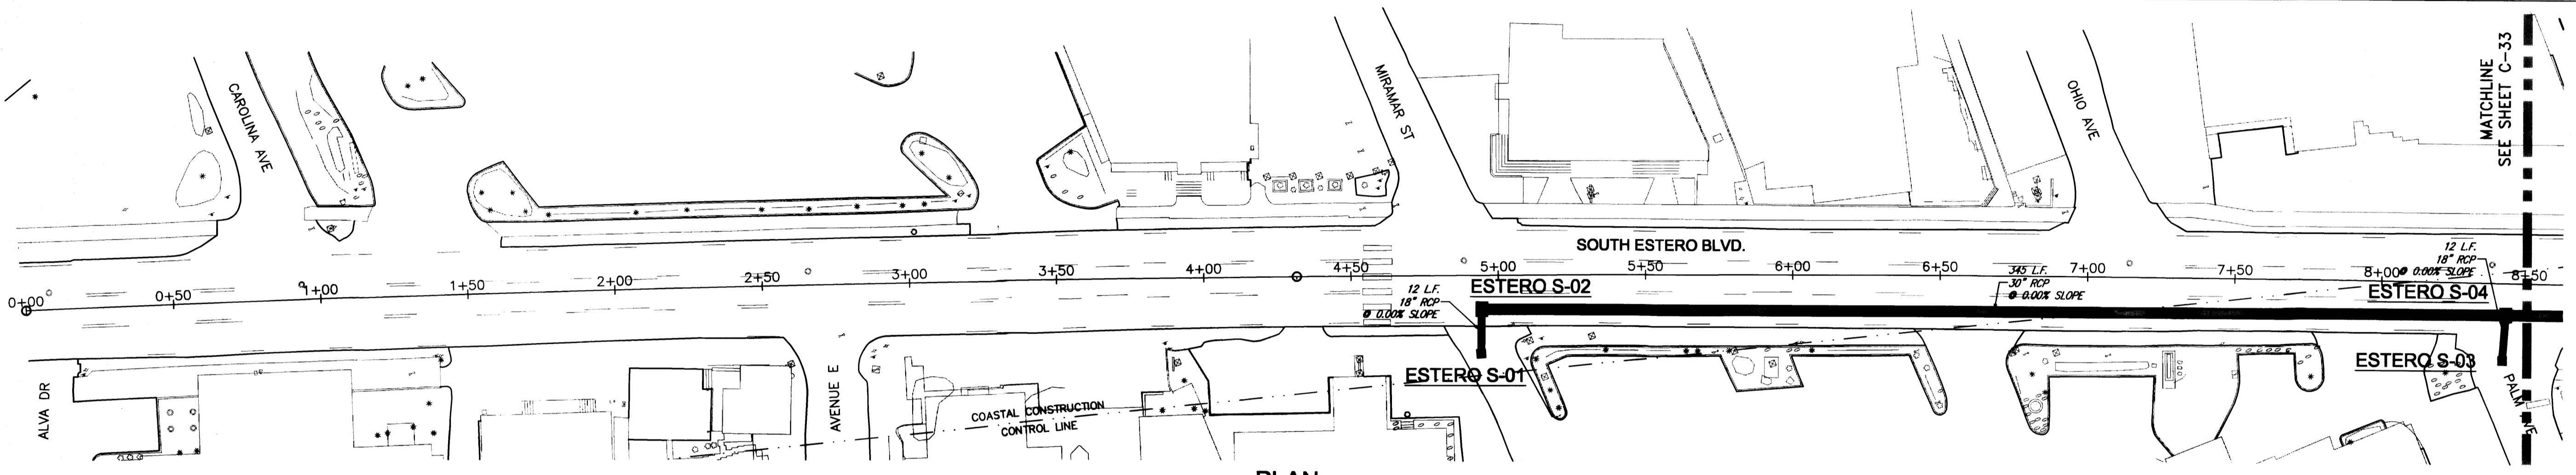 CAROLINA AVE
MIRAMAR ST
OHIO AVE
MATCHLINE
SEE SHEET C-33
SOUTH ESTERO BLVD.
0+00
0+50
1+00
1+50
2+00
2+50
3+00
3+50
4+00
4+50
5+00
5+50
6+00
6+50
7+00
7+50
8+00
8+50
12 L.F.
18" RCP
@ 0.00% SLOPE
ESTERO S-02
345 L.F.
30" RCP
@ 0.00% SLOPE
12 L.F.
18" RCP
@ 0.00% SLOPE
ESTERO S-04
ESTERO S-01
ESTERO S-03
ALVA DR
AVENUE E
COASTAL CONSTRUCTION
CONTROL LINE
PALM AVE
PLAN